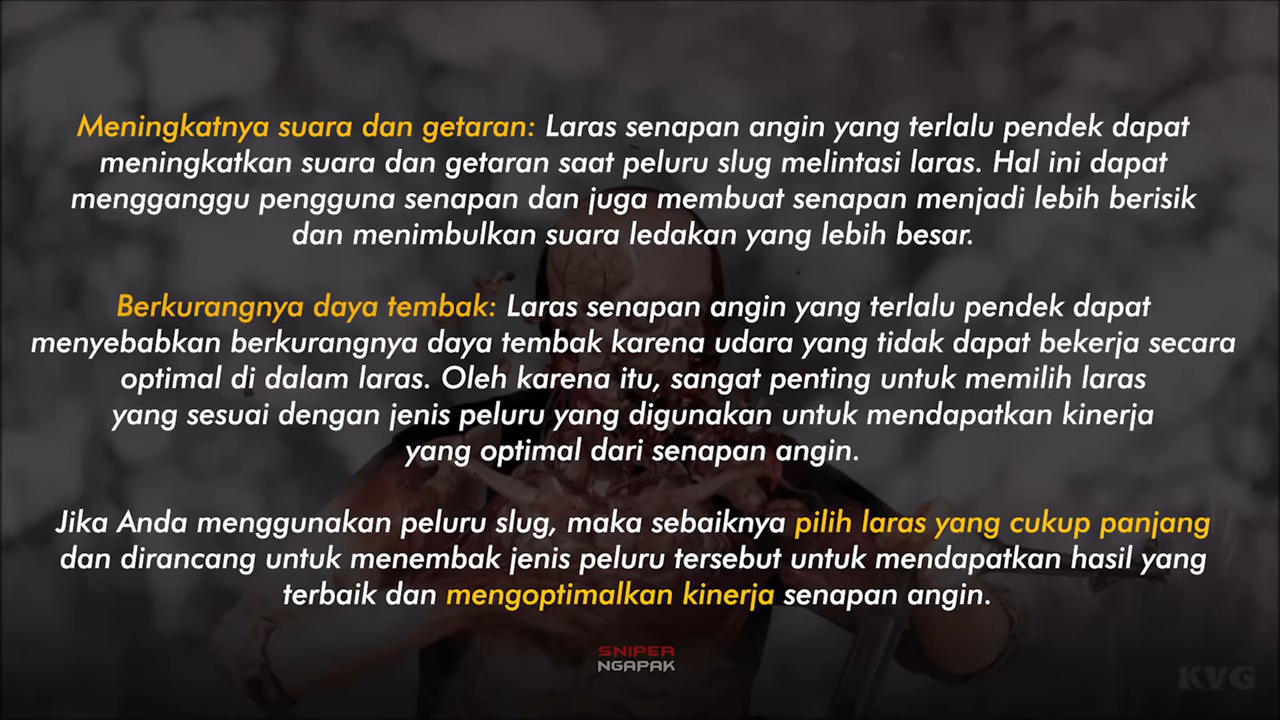 Meningkatnya suara dan getaran: Laras senapan angin yang terlalu pendek dapat
meningkatkan suara dan getaran saat peluru slug melintasi laras. Hal ini dapat
mengganggu pengguna senapan dan juga membuat senapan menjadi lebih berisik
dan menimbulkan suara ledakan yang lebih besar.
Berkurangnya daya tembak: Laras senapan angin yang terlalu pendek dapat
menyebabkan berkurangnya daya tembak karena udara yang tidak dapat bekerja secara
optimal di dalam laras. Oleh karena itu, sangat penting untuk memilih laras
yang sesuai dengan jenis peluru yang digunakan untuk mendapatkan kinerja
yang optimal dari senapan angin.
Jika Anda menggunakan peluru slug, maka sebaiknya pilih laras yang cukup panjang
dan dirancang untuk menembak jenis peluru tersebut untuk mendapatkan hasil yang
terbaik dan mengoptimalkan kinerja senapan angin.
SNIPER
NGAPAK
KVG